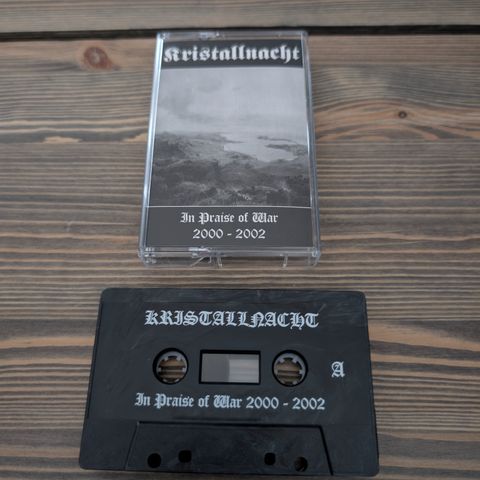 Kristallnacht
In Praise of War
2000 - 2002
KRISTALLNACHT
A
In Praise of War 2000 - 2002